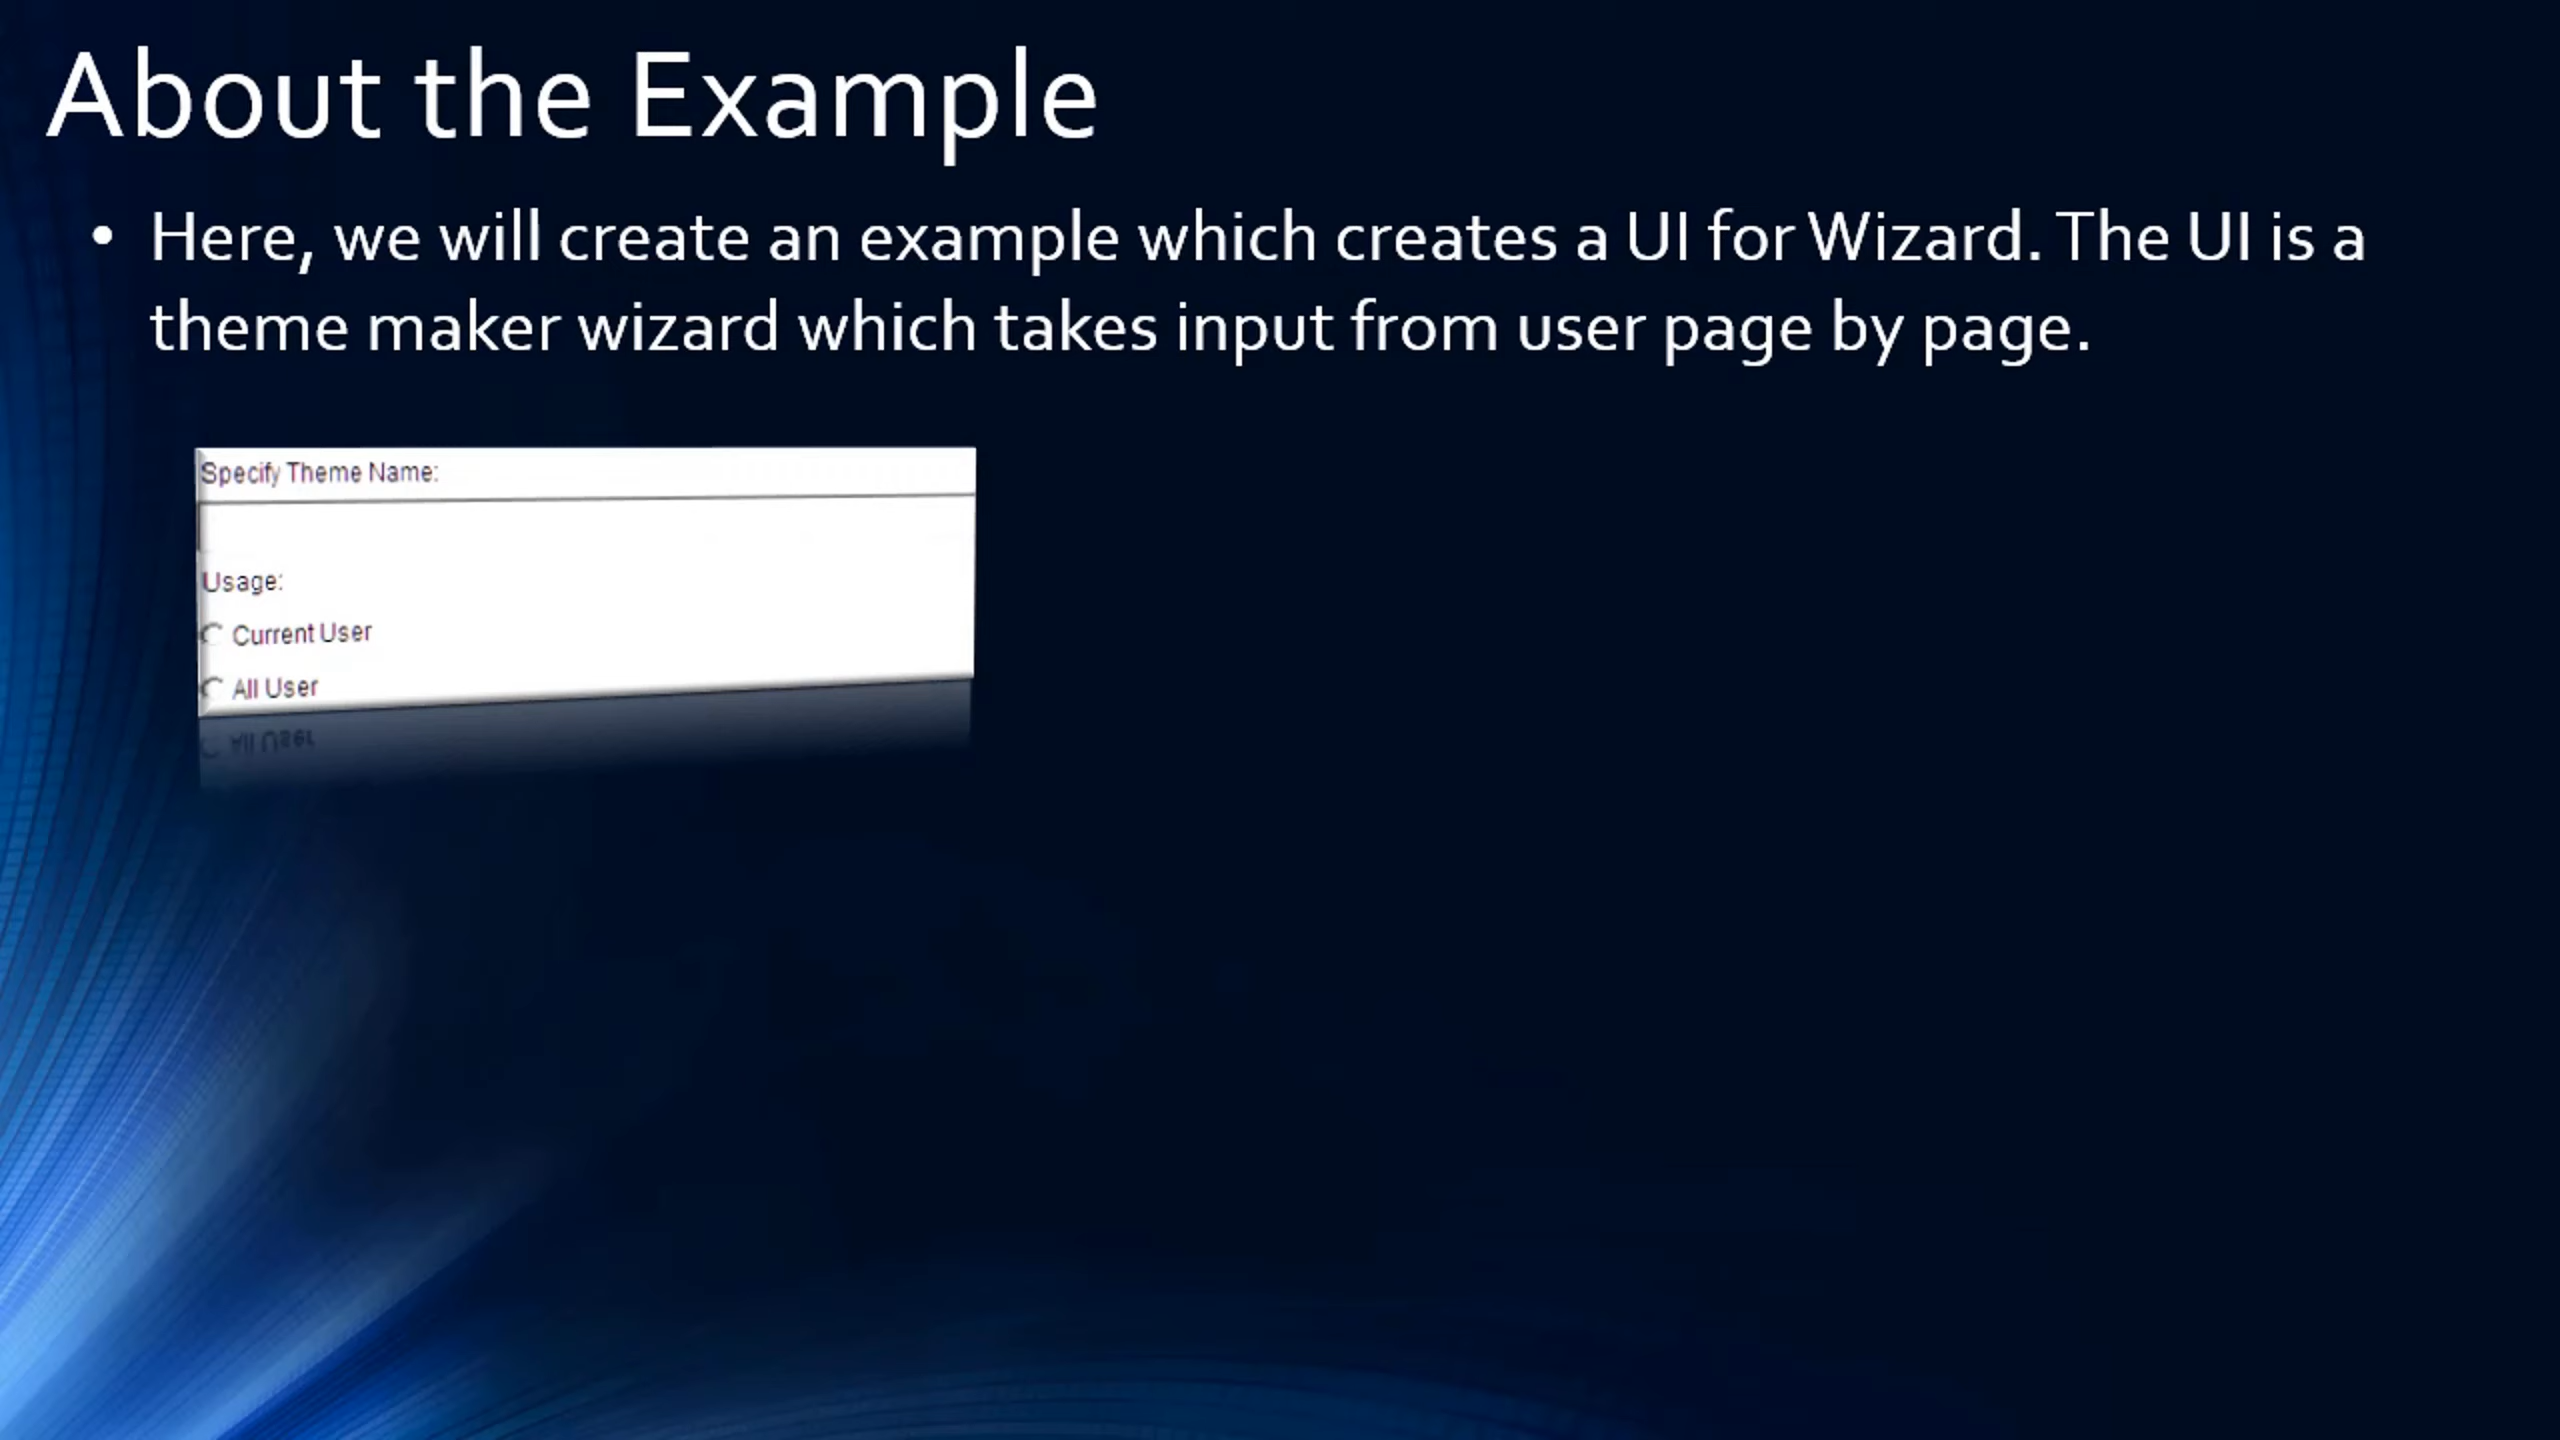 About the Example
• Here, we will create an example which creates a UI for Wizard. The UI is a
theme maker wizard which takes input from user page by page.
Specify Theme Name:
Usage:
Current User
All User